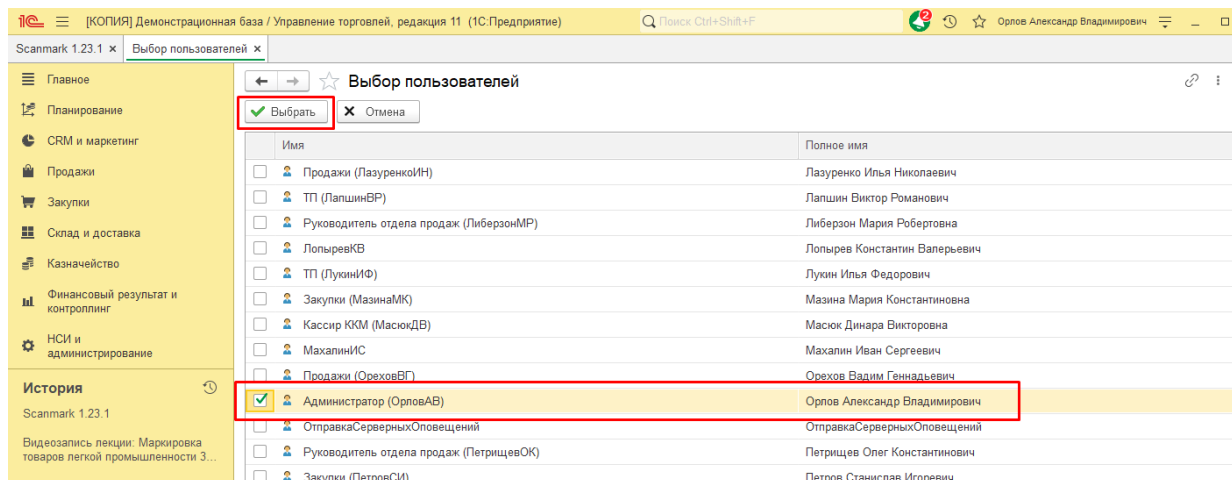 1С [КОПИЯ] Демонстрационная база / Управление торговлей, редакция 11 (1С:Предприятие) Поиск Ctrl+Shift+F 2 Орлов Александр Владимирович
Scanmark 1.23.1 × Выбор пользователей ×
Главное
Планирование
CRM и маркетинг
Продажи
Закупки
Склад и доставка
Казначейство
Финансовый результат и
контроллинг
НСИ и
администрирование
История
Scanmark 1.23.1
Видеозапись лекции: Маркировка
товаров легкой промышленности З...
Выбор пользователей
Выбрать Отмена
Имя Полное имя
Продажи (ЛазуренкоИН) Лазуренко Илья Николаевич
ТП (ЛапшинВР) Лапшин Виктор Романович
Руководитель отдела продаж (ЛиберзонМР) Либерзон Мария Робертовна
ЛопыревКВ Лопырев Константин Валерьевич
ТП (ЛукинИФ) Лукин Илья Федорович
Закупки (МазинаМК) Мазина Мария Константиновна
Кассир ККМ (МасюкДВ) Масюк Динара Викторовна
МахалинИС Махалин Иван Сергеевич
Продажи (ОреховВГ) Орехов Вадим Геннадьевич
Администратор (ОрловАВ) Орлов Александр Владимирович
ОтправкаСерверныхОповещений ОтправкаСерверныхОповещений
Руководитель отдела продаж (ПетрищевОК) Петрищев Олег Константинович
Закупки (ПетровСИ) Петров Станислав Игоревич